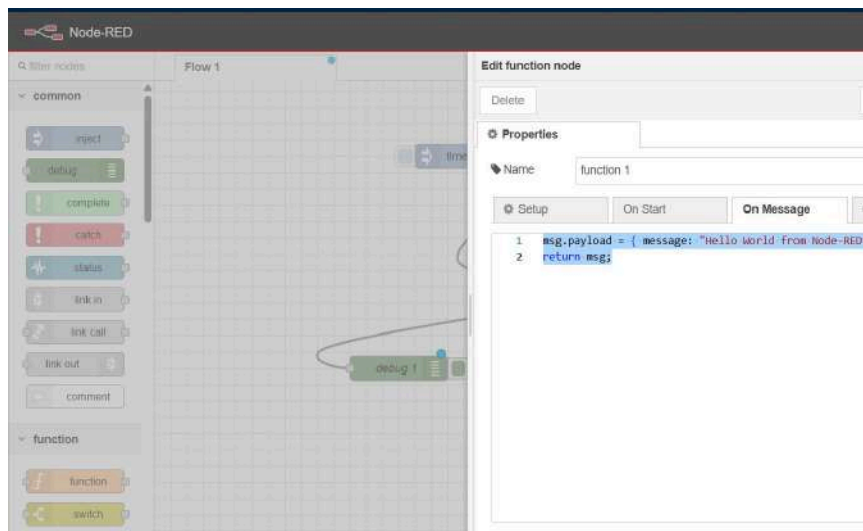 Node-RED
filter nodes
Flow 1
Edit function node
common
Delete
inject
Properties
debug
time
Name
function 1
complete
Setup
On Start
On Message
catch
1 msg.payload = { message: "Hello World from Node-RED
status
2 return msg;
link in
link call
link out
debug 1
comment
function
function
switch